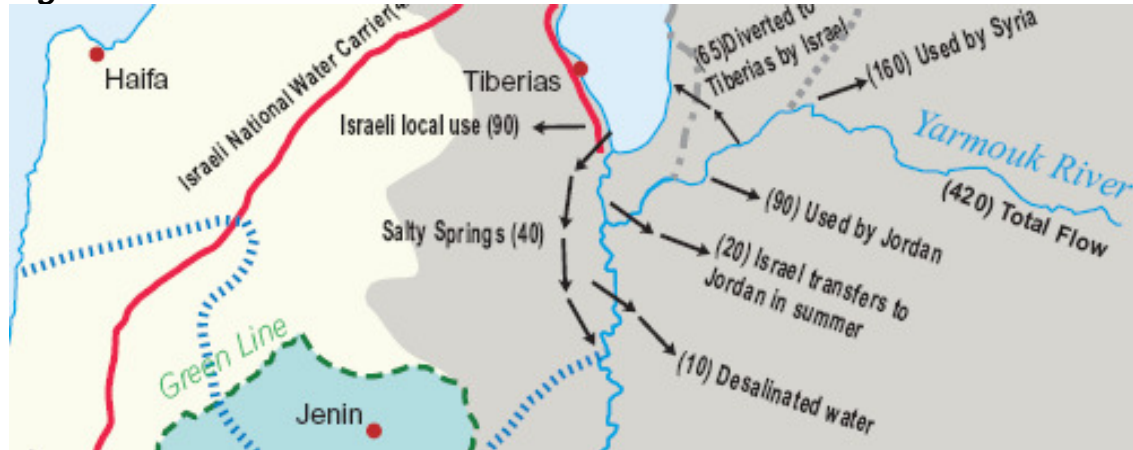 Haifa
Israeli National Water Carrier
Tiberias
(65) Diverted to
Tiberias by Israel
(160) Used by Syria
Israeli local use (90)
Yarmouk River
(420) Total Flow
(90) Used by Jordan
Salty Springs (40)
(20) Israel transfers to
Jordan in summer
(10) Desalinated water
Green Line
Jenin